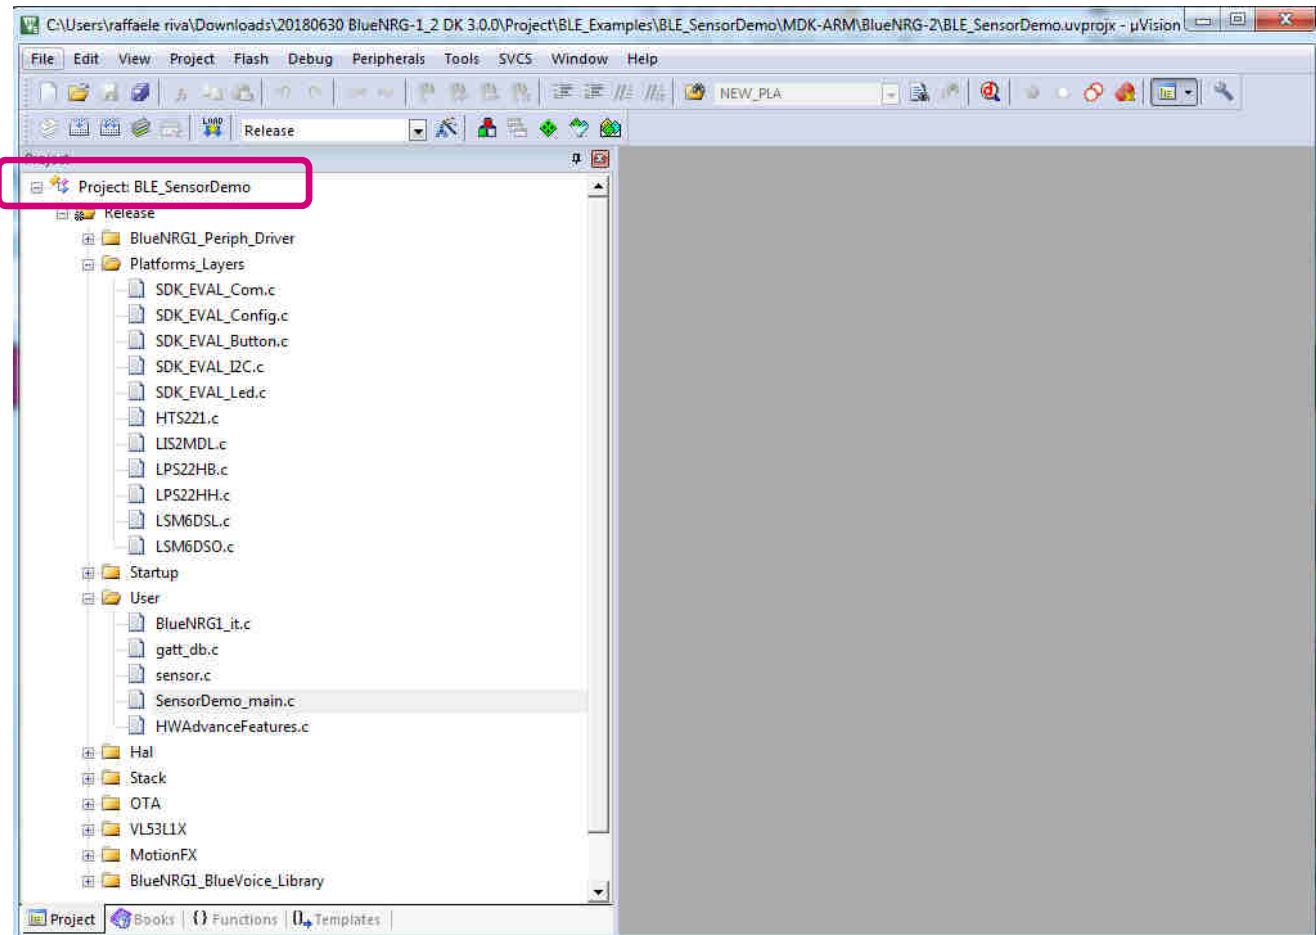 C:\Users\raffaele riva\Downloads\20180630 BlueNRG-1_2 DK 3.0.0\Project\BLE_Examples\BLE_SensorDemo\MDK-ARM\BlueNRG-2\BLE_SensorDemo.uvprojx - µVision
File Edit View Project Flash Debug Peripherals Tools SVCS Window Help
NEW_PLA
LOAD Release
Project
Project: BLE_SensorDemo
Release
BlueNRG1_Periph_Driver
Platforms_Layers
SDK_EVAL_Com.c
SDK_EVAL_Config.c
SDK_EVAL_Button.c
SDK_EVAL_I2C.c
SDK_EVAL_Led.c
HTS221.c
LIS2MDL.c
LPS22HB.c
LPS22HH.c
LSM6DSL.c
LSM6DSO.c
Startup
User
BlueNRG1_it.c
gatt_db.c
sensor.c
SensorDemo_main.c
HWAdvanceFeatures.c
Hal
Stack
OTA
VL53L1X
MotionFX
BlueNRG1_BlueVoice_Library
Project Books {} Functions 0 Templates